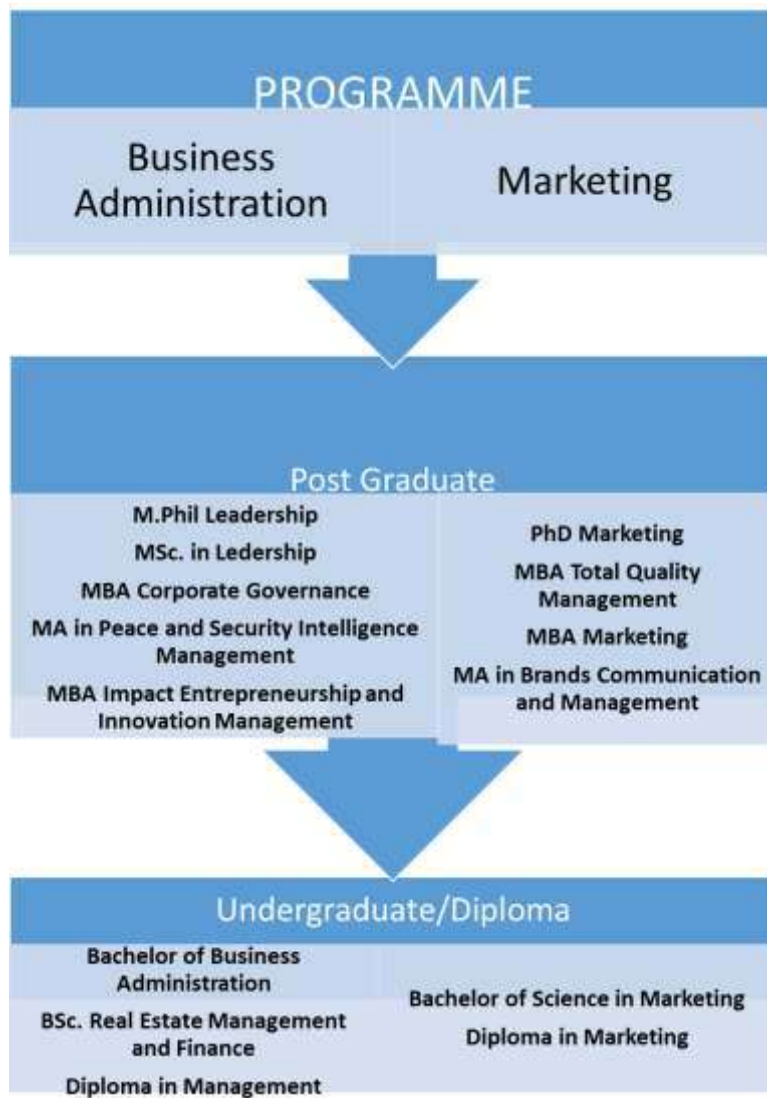 PROGRAMME
Business
Administration
Marketing
Post Graduate
M.Phil Leadership
MSc. in Ledership
MBA Corporate Governance
MA in Peace and Security Intelligence
Management
MBA Impact Entrepreneurship and
Innovation Management
PhD Marketing
MBA Total Quality
Management
MBA Marketing
MA in Brands Communication
and Management
Undergraduate/Diploma
Bachelor of Business
Administration
BSc. Real Estate Management
and Finance
Diploma in Management
Bachelor of Science in Marketing
Diploma in Marketing